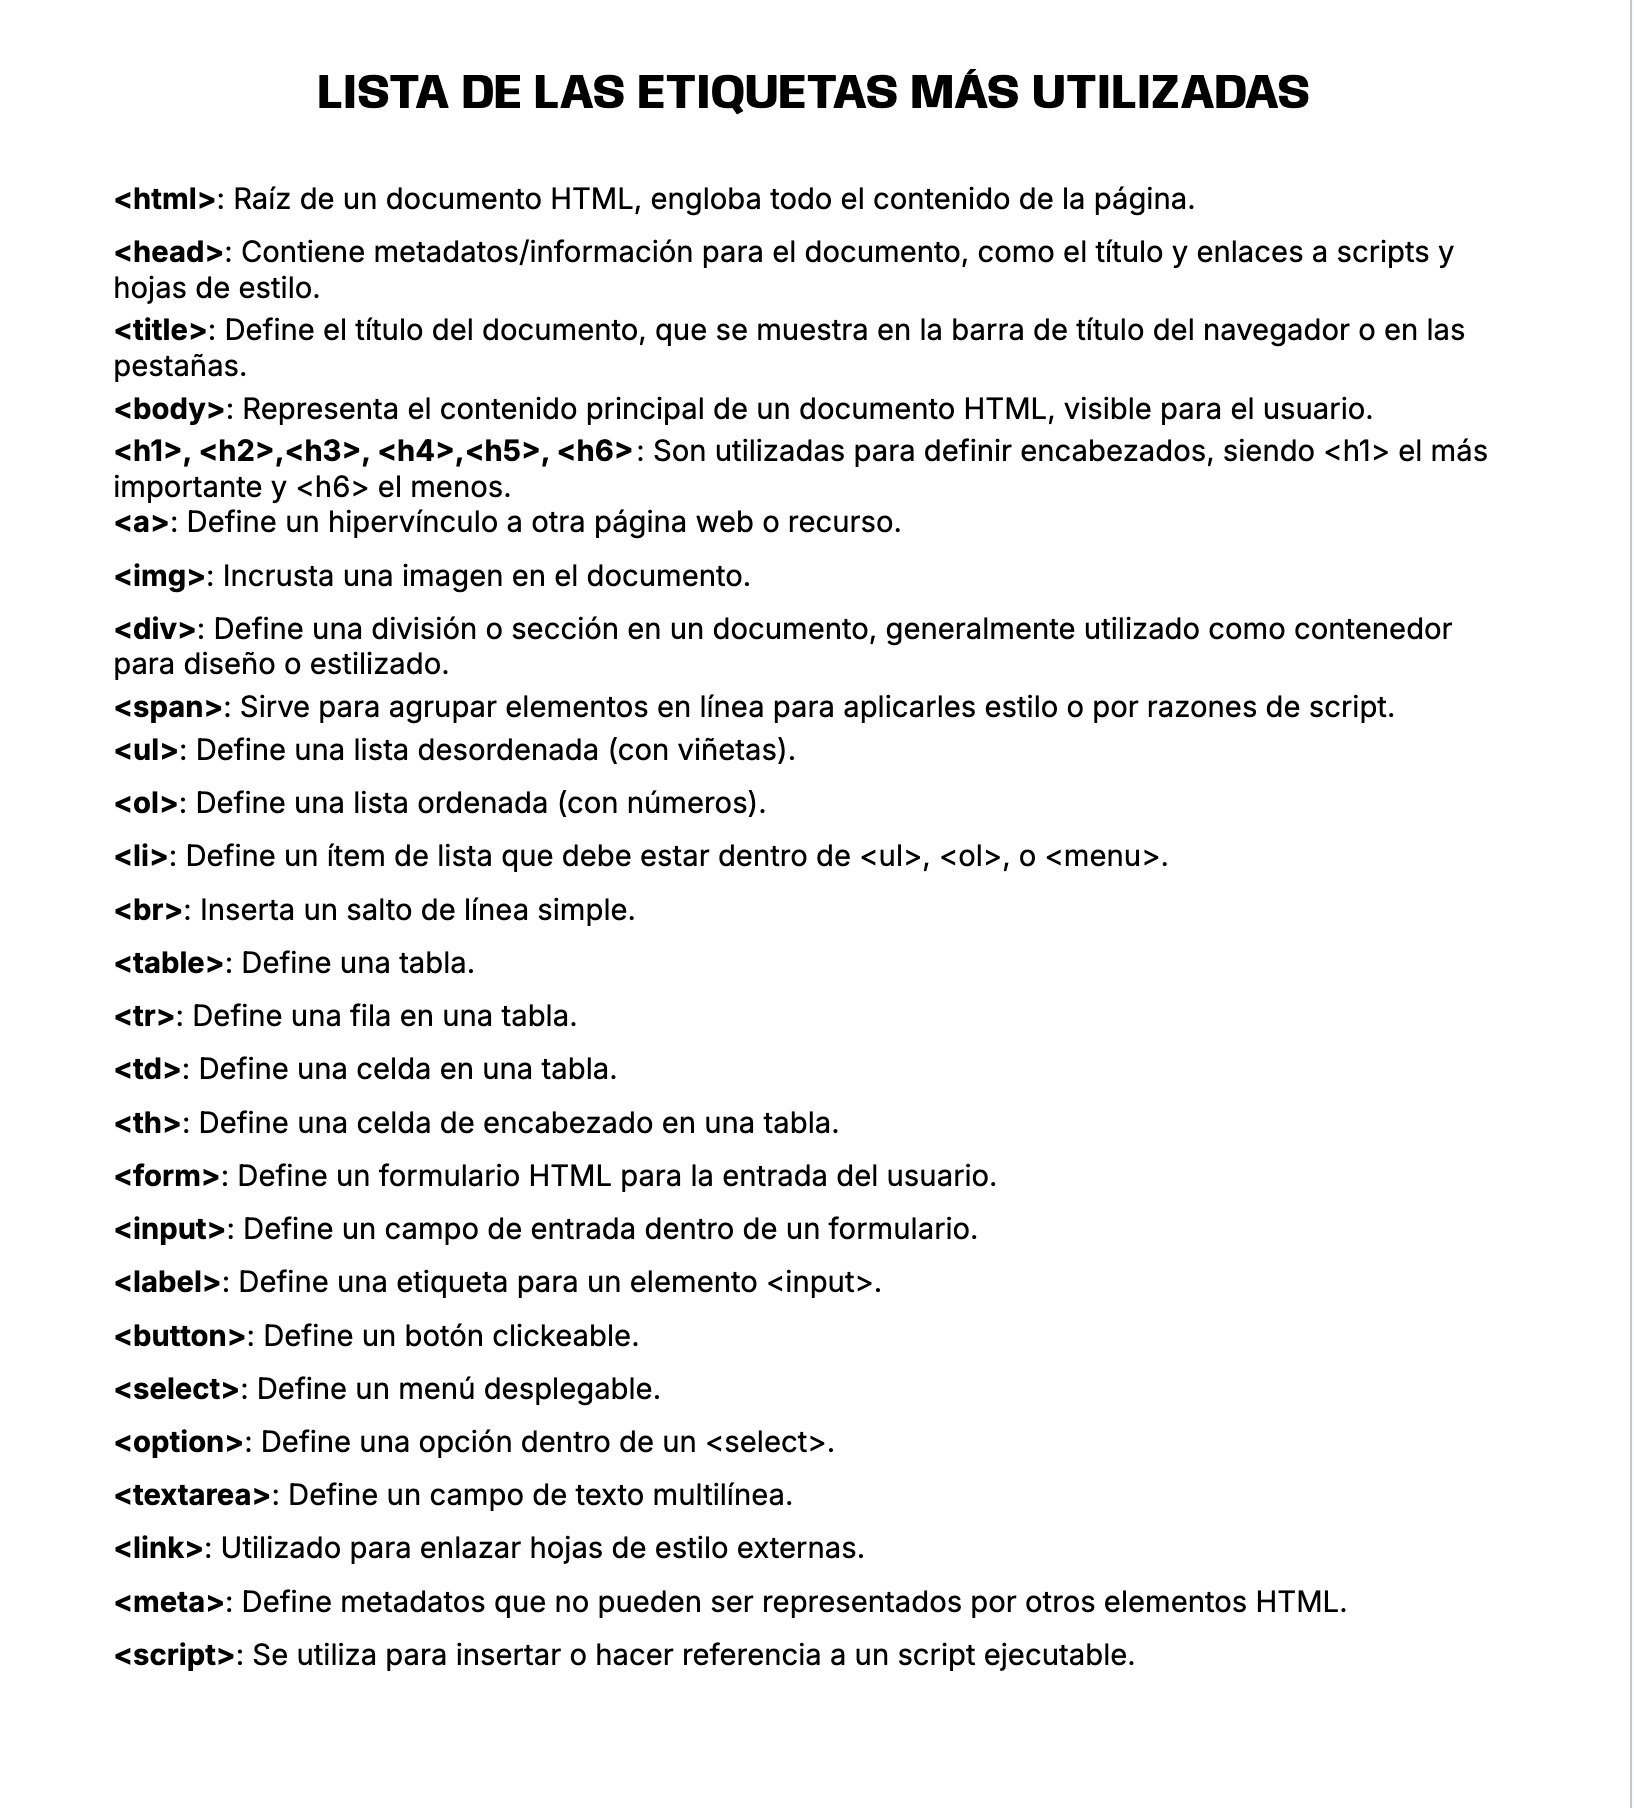 LISTA DE LAS ETIQUETAS MÁS UTILIZADAS
<html>: Raíz de un documento HTML, engloba todo el contenido de la página.
<head>: Contiene metadatos/información para el documento, como el título y enlaces a scripts y
hojas de estilo.
<title>: Define el título del documento, que se muestra en la barra de título del navegador o en las
pestañas.
<body>: Representa el contenido principal de un documento HTML, visible para el usuario.
<h1>, <h2>,<h3>, <h4>,<h5>, <h6>: Son utilizadas para definir encabezados, siendo <h1> el más
importante y <h6> el menos.
<a>: Define un hipervínculo a otra página web o recurso.
<img>: Incrusta una imagen en el documento.
<div>: Define una división o sección en un documento, generalmente utilizado como contenedor
para diseño o estilizado.
<span>: Sirve para agrupar elementos en línea para aplicarles estilo o por razones de script.
<ul>: Define una lista desordenada (con viñetas).
<ol>: Define una lista ordenada (con números).
<li>: Define un ítem de lista que debe estar dentro de <ul>, <ol>, o <menu>.
<br>: Inserta un salto de línea simple.
<table>: Define una tabla.
<tr>: Define una fila en una tabla.
<td>: Define una celda en una tabla.
<th>: Define una celda de encabezado en una tabla.
<form>: Define un formulario HTML para la entrada del usuario.
<input>: Define un campo de entrada dentro de un formulario.
<label>: Define una etiqueta para un elemento <input>.
<button>: Define un botón clickeable.
<select>: Define un menú desplegable.
<option>: Define una opción dentro de un <select>.
<textarea>: Define un campo de texto multilínea.
<link>: Utilizado para enlazar hojas de estilo externas.
<meta>: Define metadatos que no pueden ser representados por otros elementos HTML.
<script>: Se utiliza para insertar o hacer referencia a un script ejecutable.